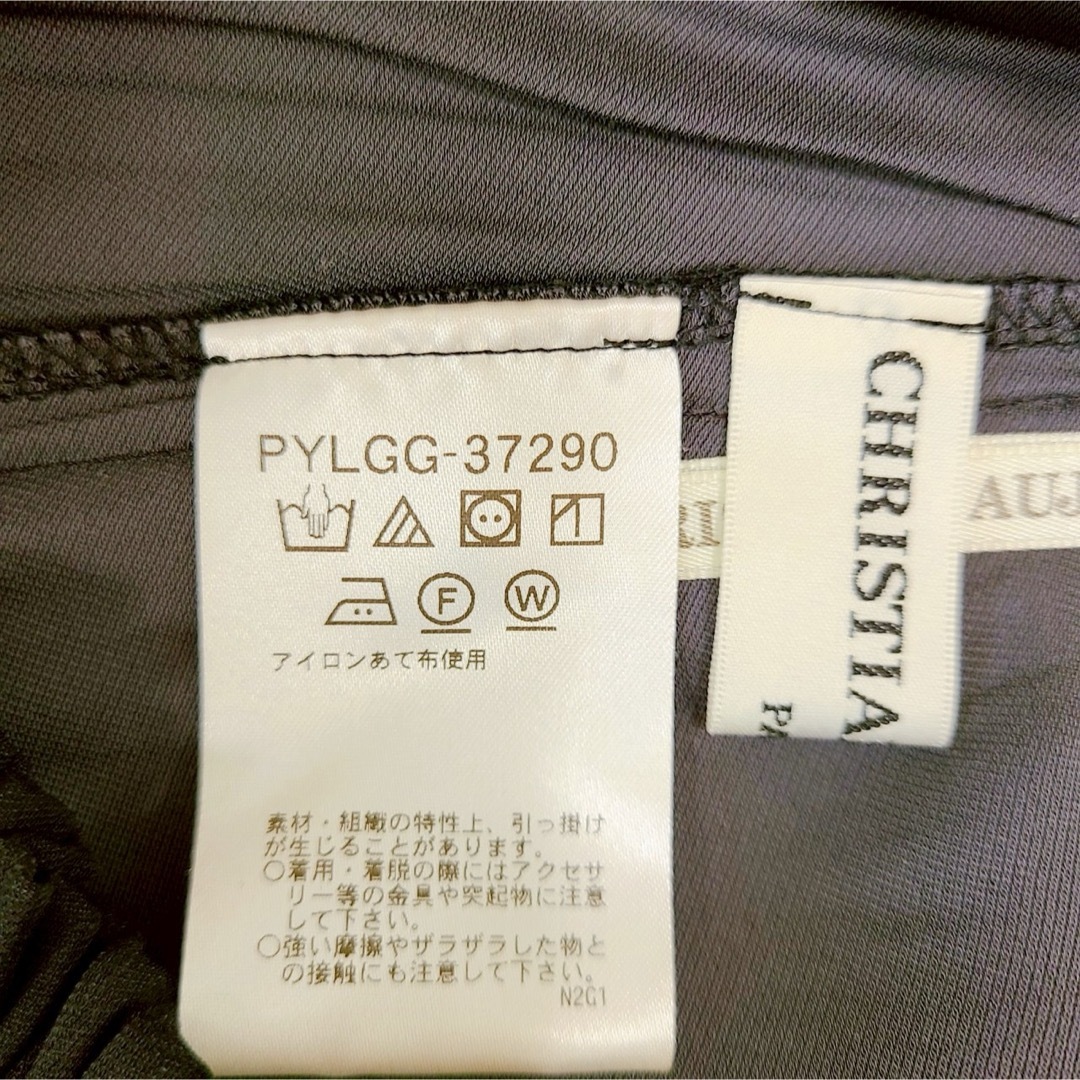 PYLGG-37290
F W
アイロンあて布使用
素材・組織の特性上、引っ掛け
が生じることがあります。
○着用・着脱の際にはアクセサ
リー等の金具や突起物に注意
して下さい。
○強い摩擦やザラザラした物と
の接触にも注意して下さい。
N2G1
CHRISTIA
PA
RI
AUJ